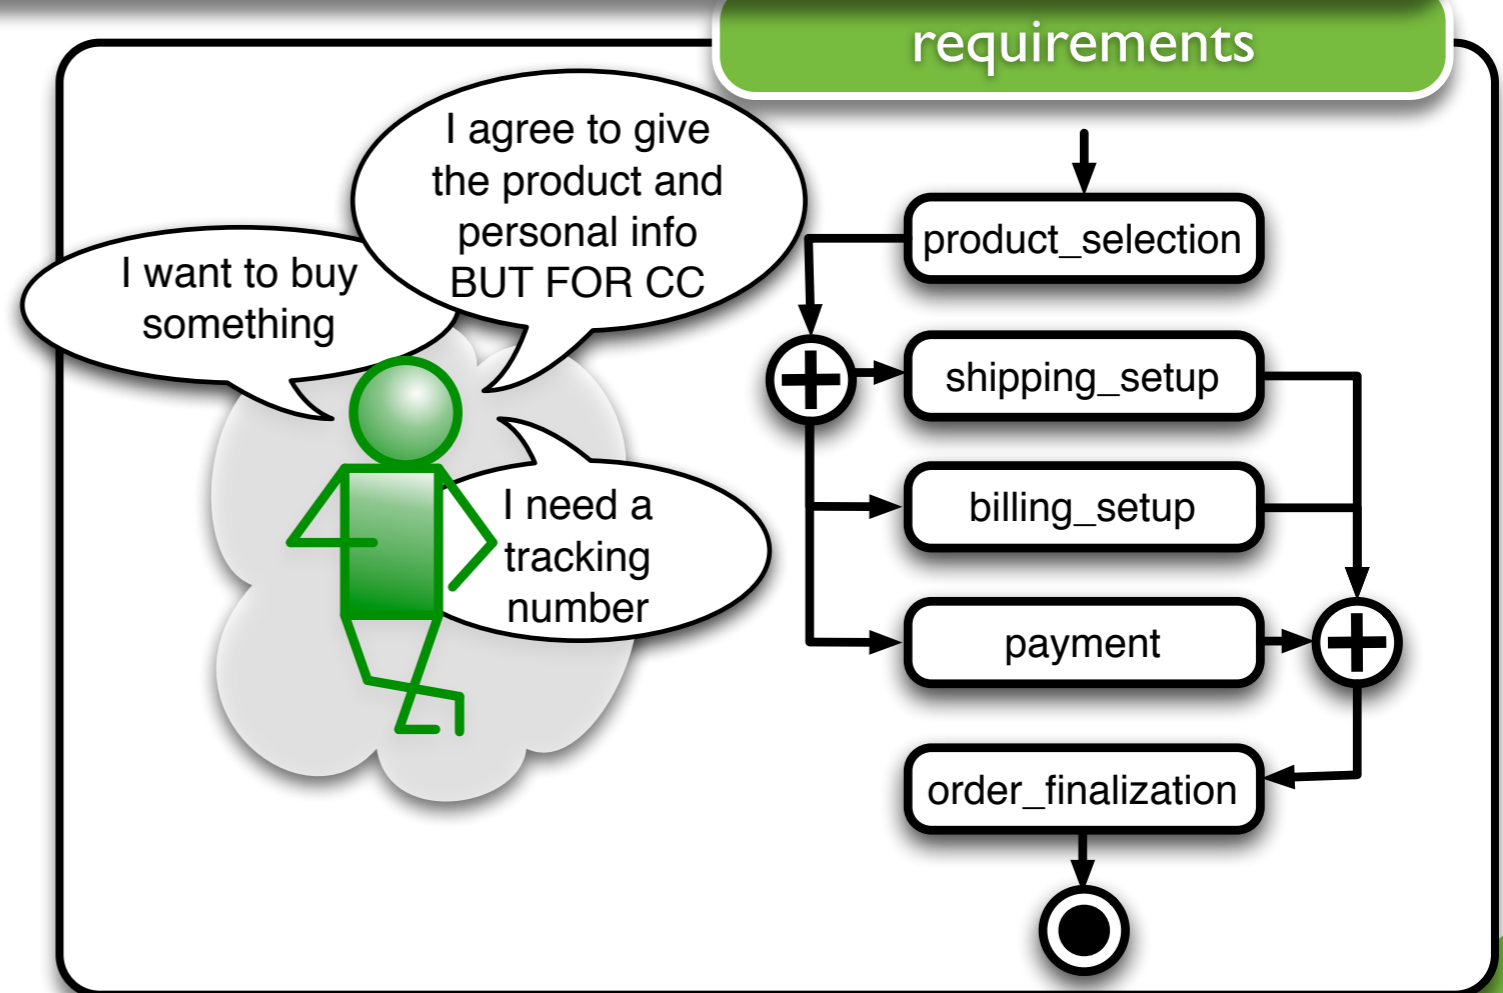 requirements
I agree to give
the product and
personal info
BUT FOR CC
I want to buy
something
I need a
tracking
number
product_selection
shipping_setup
billing_setup
payment
order_finalization